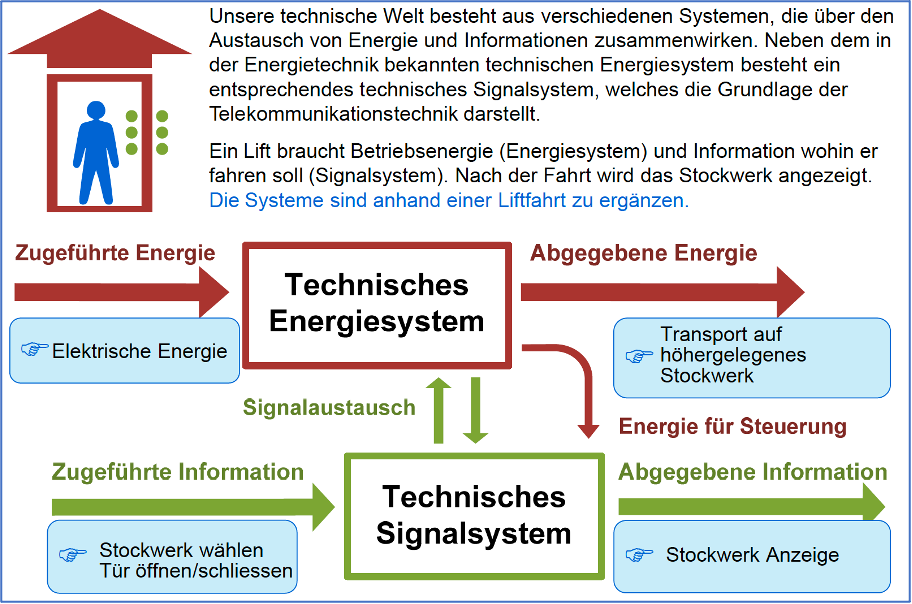 Unsere technische Welt besteht aus verschiedenen Systemen, die über den
Austausch von Energie und Informationen zusammenwirken. Neben dem in
der Energietechnik bekannten technischen Energiesystem besteht ein
entsprechendes technisches Signalsystem, welches die Grundlage der
Telekommunikationstechnik darstellt.
Ein Lift braucht Betriebsenergie (Energiesystem) und Information wohin er
fahren soll (Signalsystem). Nach der Fahrt wird das Stockwerk angezeigt.
Die Systeme sind anhand einer Liftfahrt zu ergänzen.
Zugeführte Energie
Technisches
Energiesystem
Abgegebene Energie
Elektrische Energie
Transport auf
höhergelegenes
Stockwerk
Signalaustausch
Energie für Steuerung
Zugeführte Information
Technisches
Signalsystem
Abgegebene Information
Stockwerk wählen
Tür öffnen/schliessen
Stockwerk Anzeige